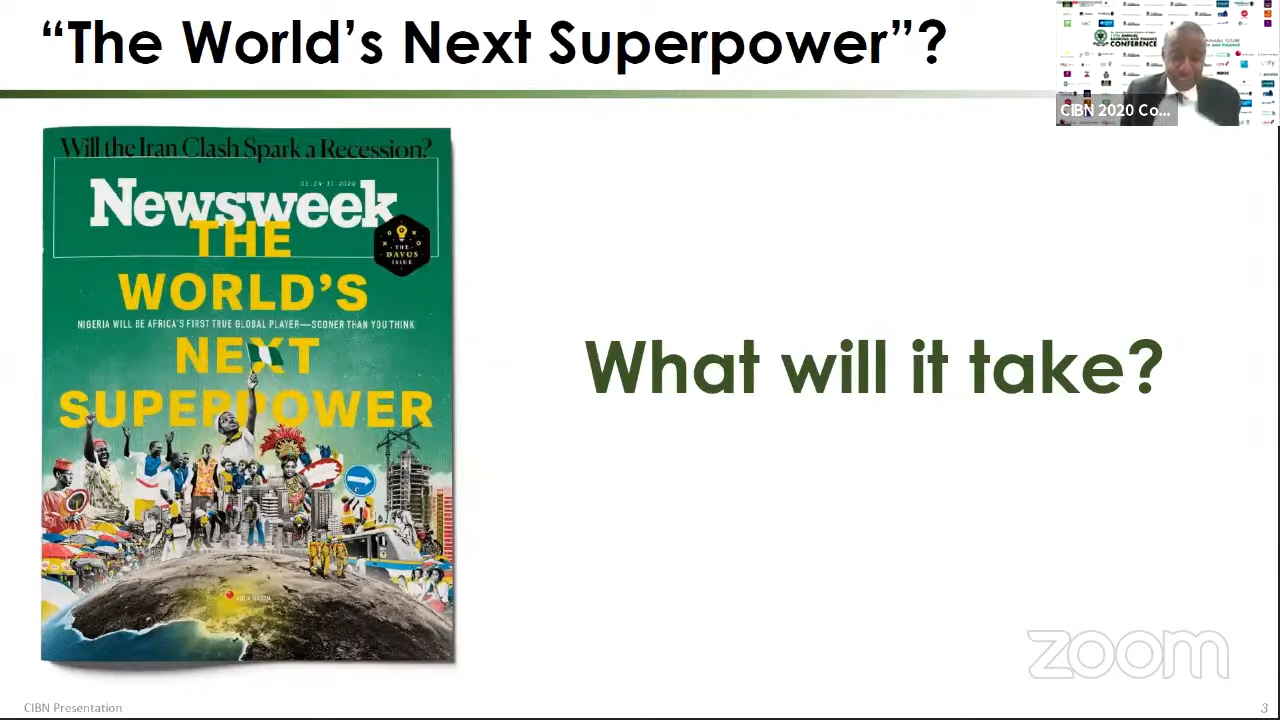 “The World’s Next Superpower”?
CONFERENCE
CIBN 2020 Co...
Will the Iran Clash Spark a Recession?
01.24-31.2020
Newsweek
THE
DAVOS
ISSUE
THE
WORLD’S
NIGERIA WILL BE AFRICA’S FIRST TRUE GLOBAL PLAYER—SOONER THAN YOU THINK
NEXT
SUPERPOWER
What will it take?
zoom
CIBN Presentation
3